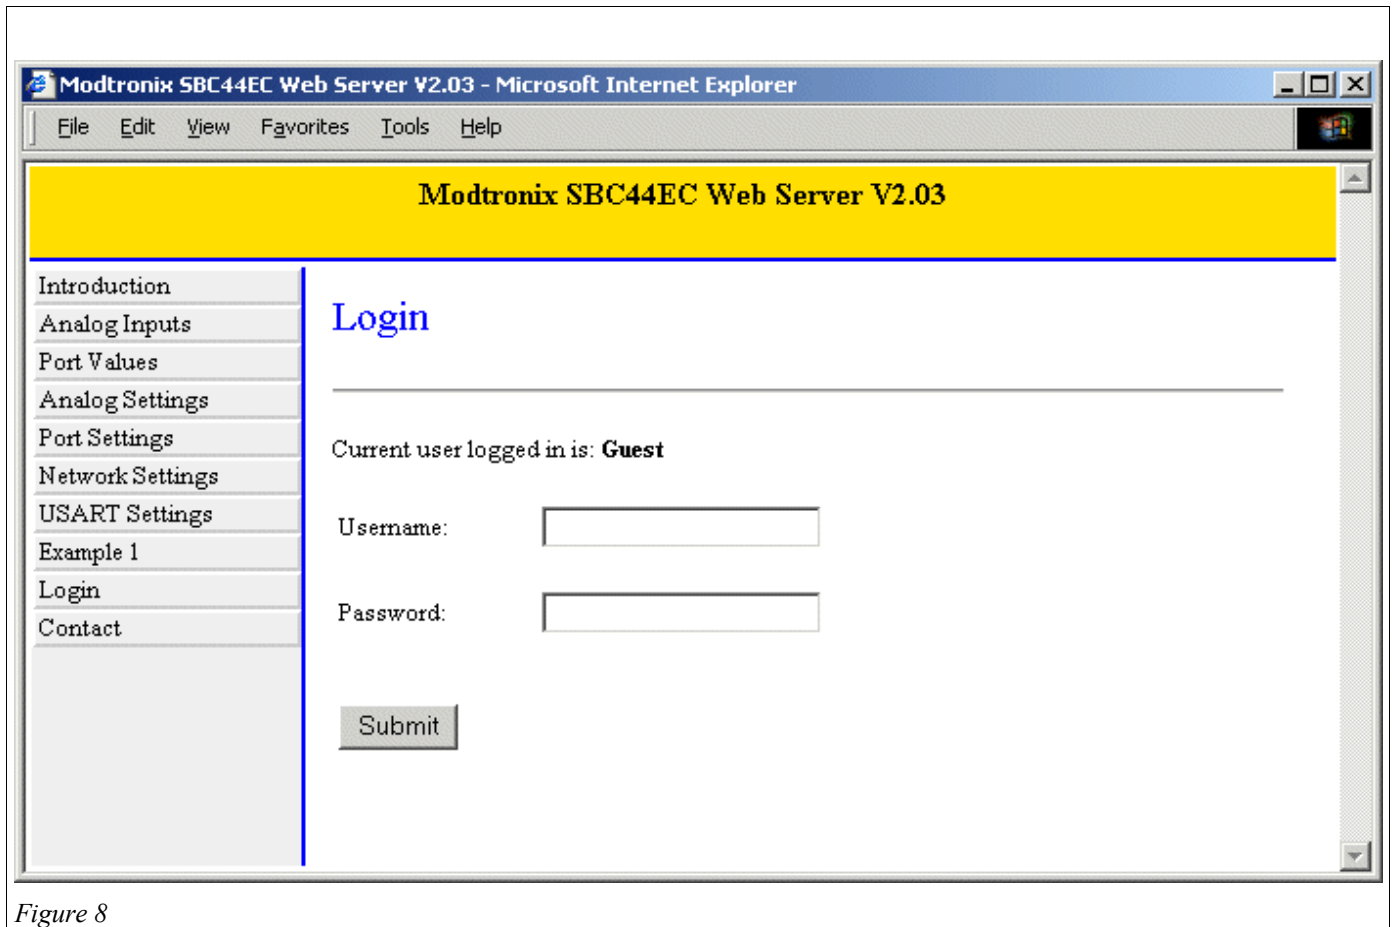 Modtronix SBC44EC Web Server V2.03 - Microsoft Internet Explorer
File Edit View Favorites Tools Help
Modtronix SBC44EC Web Server V2.03
Introduction
Analog Inputs
Port Values
Analog Settings
Port Settings
Network Settings
USART Settings
Example 1
Login
Contact
Login
Current user logged in is: Guest
Username:
Password:
Submit
Figure 8